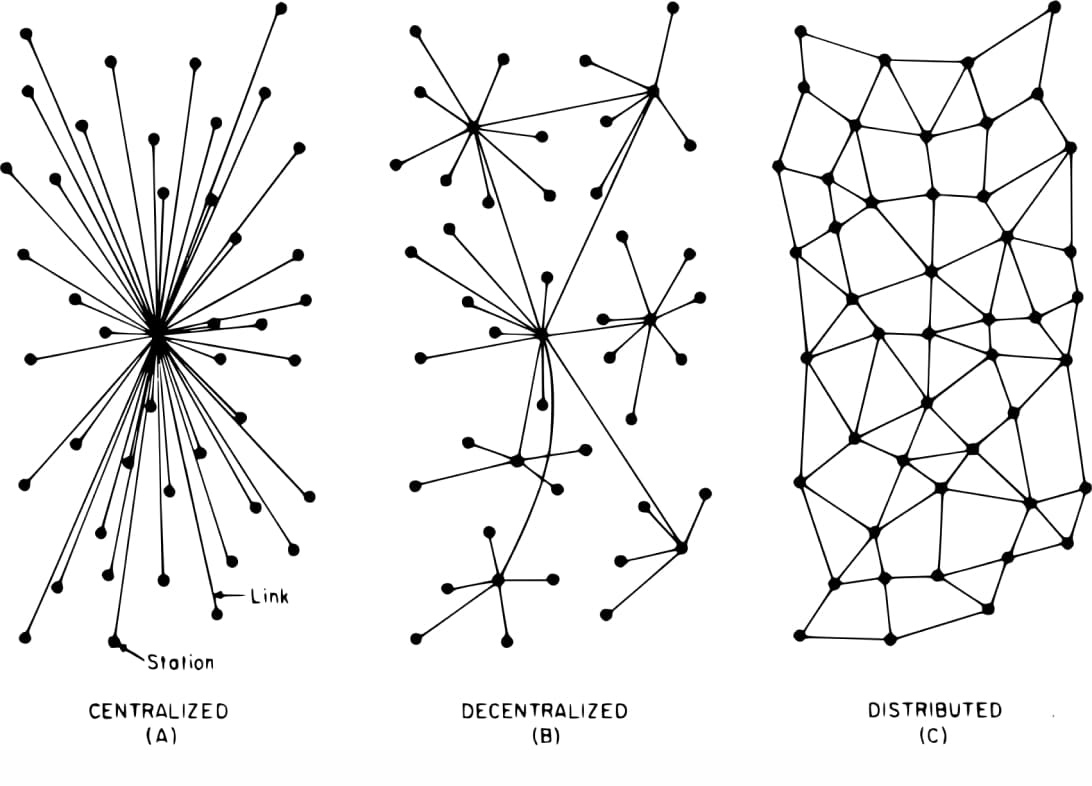 Link
Station
CENTRALIZED
(A)
DECENTRALIZED
(B)
DISTRIBUTED
(C)